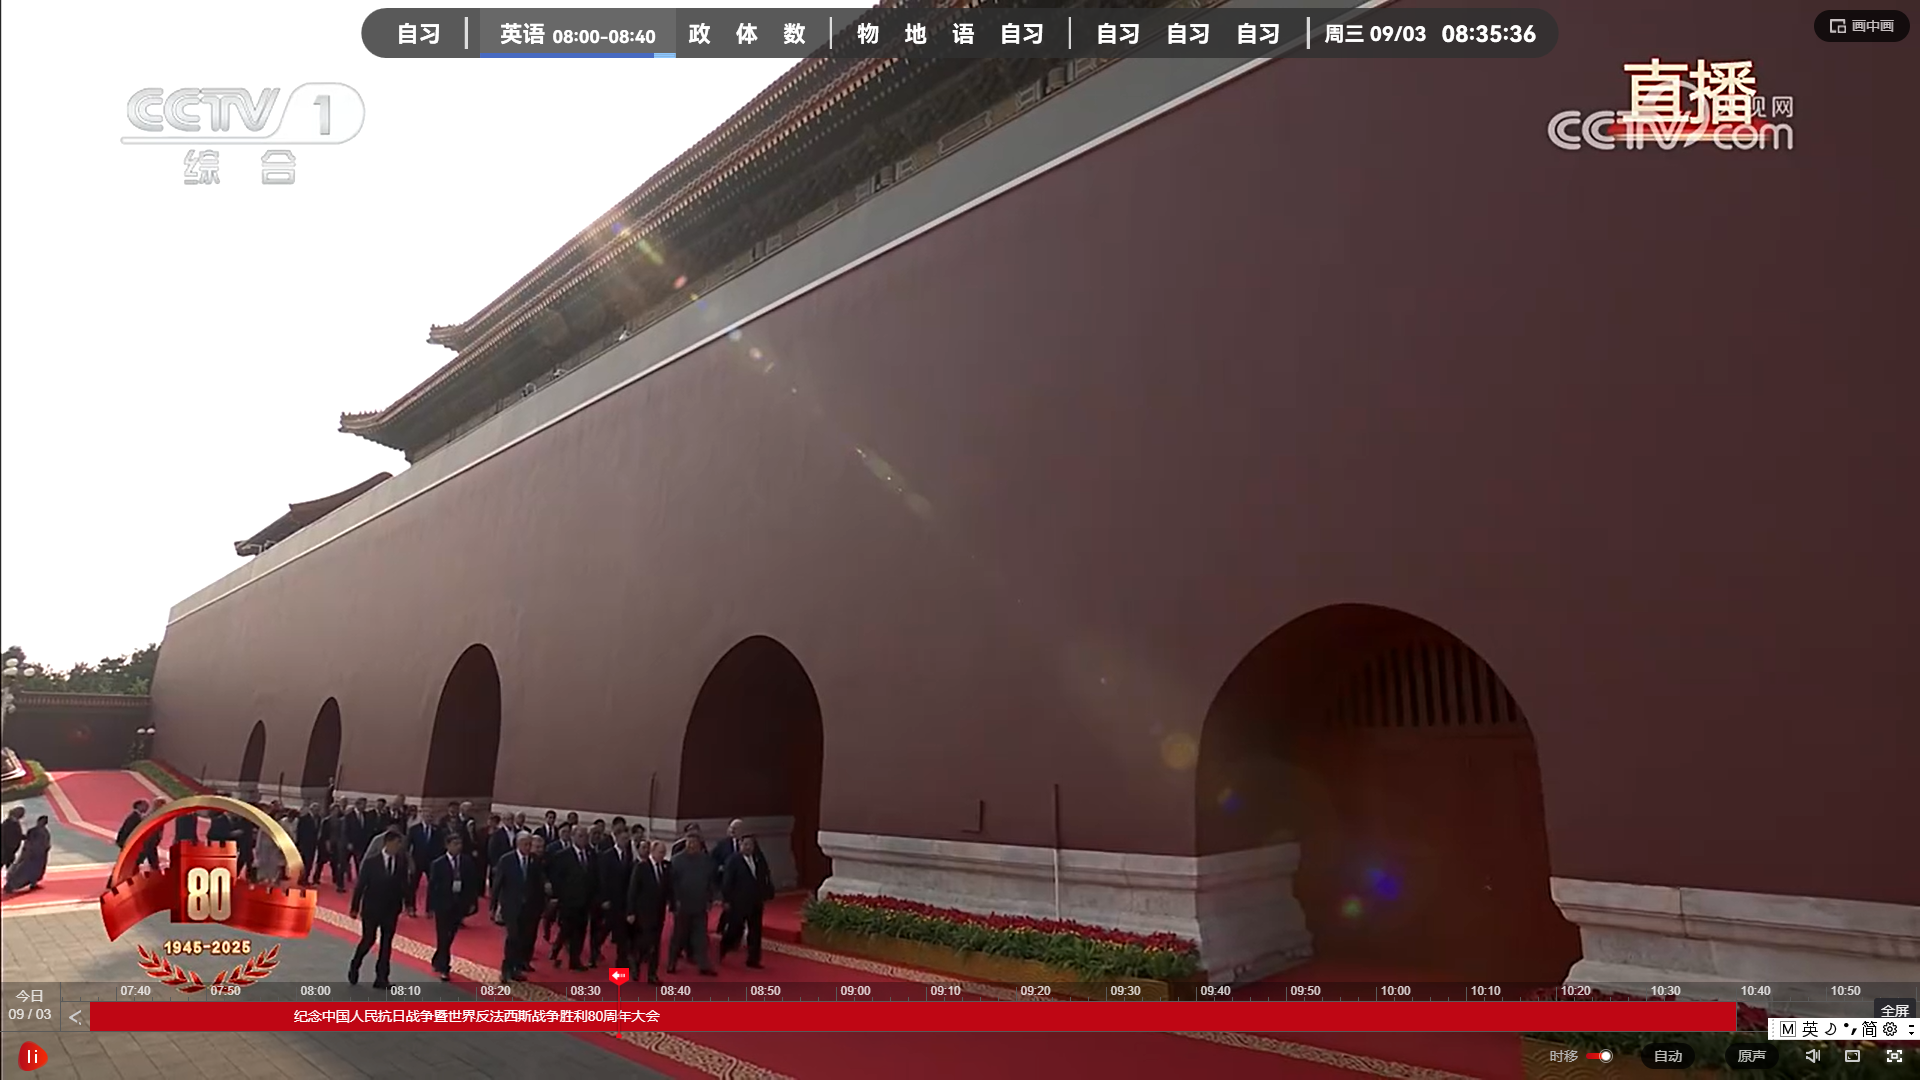 自习 | 英语 08:00-08:40 政 体 数 | 物 地 语 自习 | 自习 自习 自习 | 周三 09/03 08:35:36
画中画
CCTV 1
综 合
直播
视网
CCTV.com
80
1945-2025
今日
09 / 03
07:40 07:50 08:00 08:10 08:20 08:30 08:40 08:50 09:00 09:10 09:20 09:30 09:40 09:50 10:00 10:10 10:20 10:30 10:40 10:50
纪念中国人民抗日战争暨世界反法西斯战争胜利80周年大会
全屏
M 英 简
时移 自动 原声